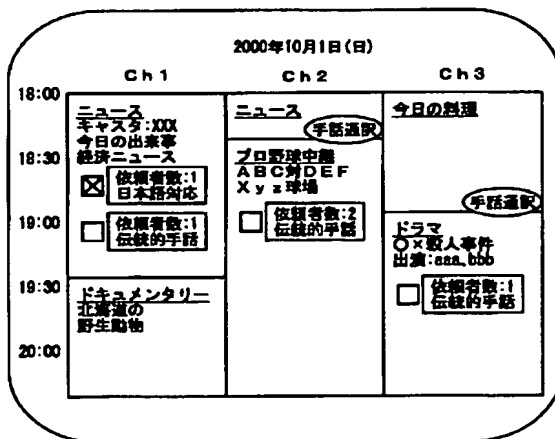 2000年10月1日(日)
Ch1
Ch2
Ch3
18:00
18:30
19:00
19:30
20:00
ニュース
キャスタ:XXX
今日の出来事
経済ニュース
依頼者数:1
日本語対応
依頼者数:1
伝統的手話
ドキュメンタリー
北海道の
野生動物
ニュース
手話通訳
プロ野球中継
ABC対DEF
Xyz球場
依頼者数:2
伝統的手話
今日の料理
手話通訳
ドラマ
○×殺人事件
出演:aaa,bbb
依頼者数:1
伝統的手話